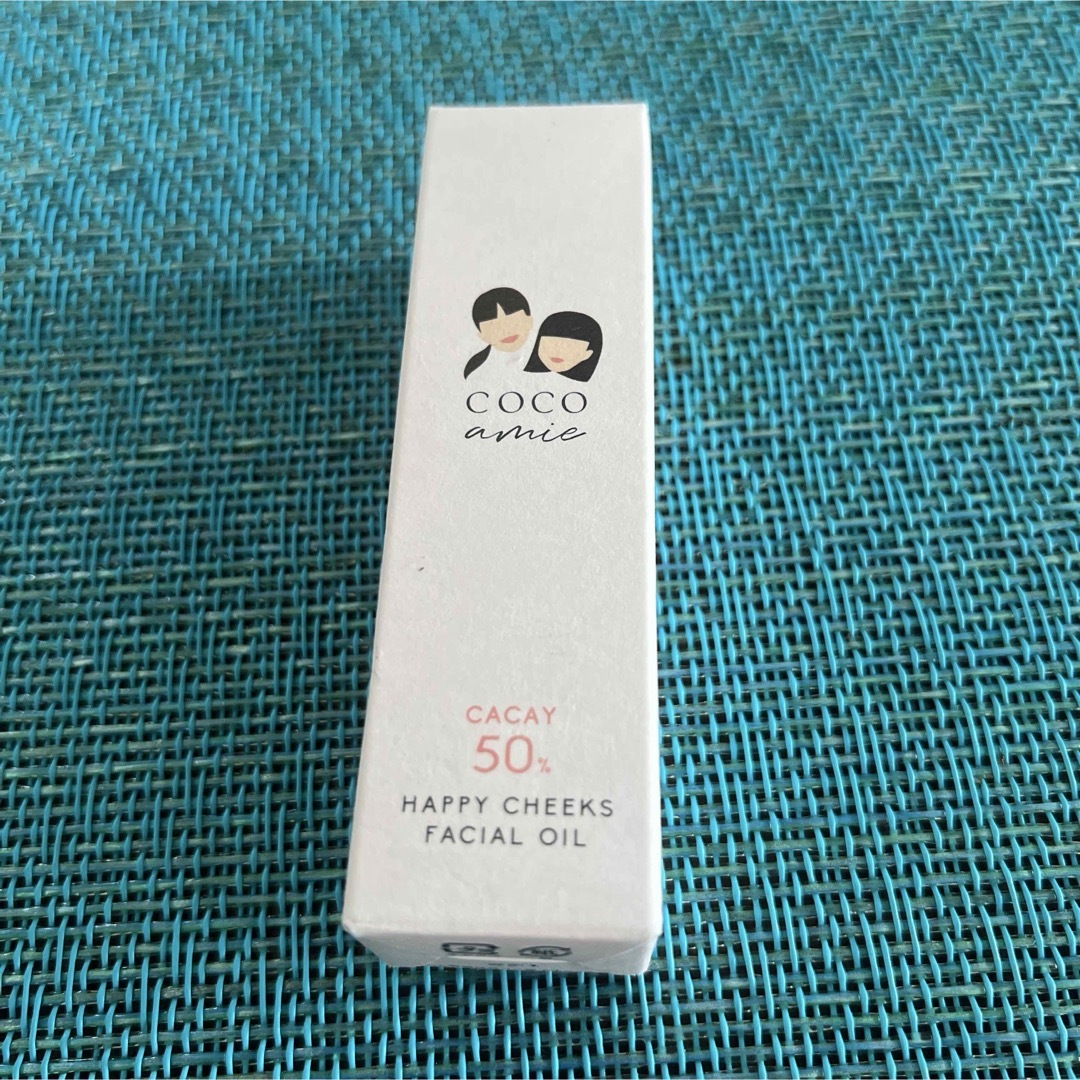 COCO
amie
CACAY
50%
HAPPY CHEEKS
FACIAL OIL